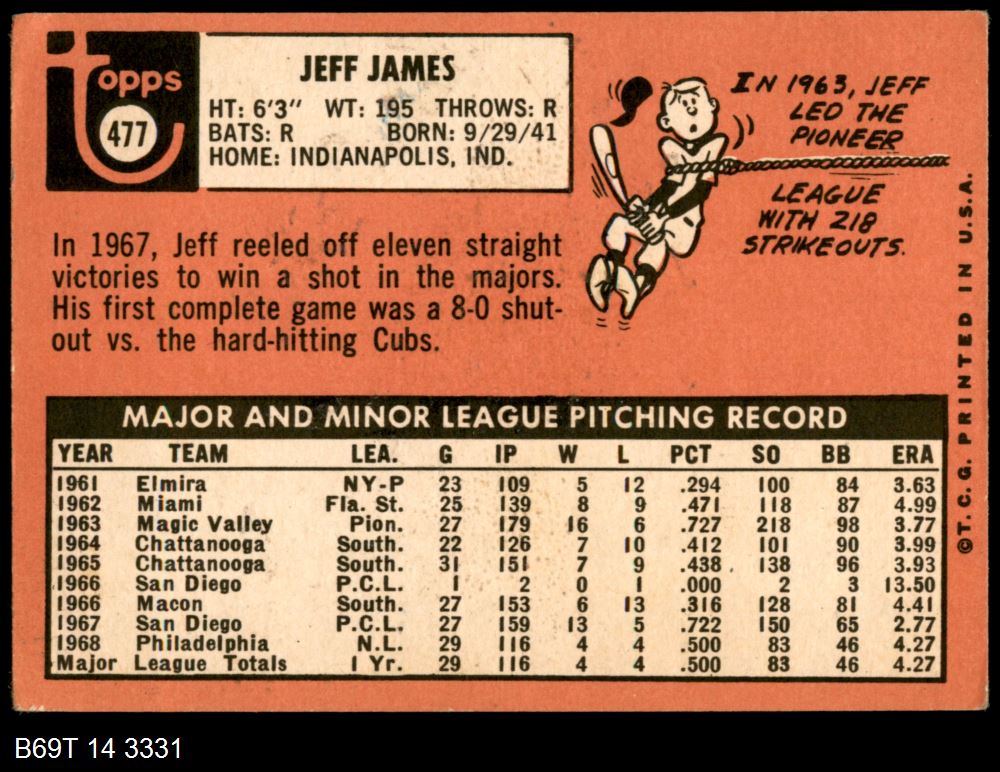 Topps
477
JEFF JAMES
HT: 6'3" WT: 195 THROWS: R
BATS: R BORN: 9/29/41
HOME: INDIANAPOLIS, IND.
IN 1963, JEFF
LED THE
PIONEER
LEAGUE
WITH 218
STRIKEOUTS.
In 1967, Jeff reeled off eleven straight
victories to win a shot in the majors.
His first complete game was a 8-0 shut-
out vs. the hard-hitting Cubs.
MAJOR AND MINOR LEAGUE PITCHING RECORD
YEAR TEAM LEA. G IP W L PCT SO BB ERA
1961 Elmira NY-P 23 109 5 12 .294 100 84 3.63
1962 Miami Fla. St. 25 139 8 9 .471 118 87 4.99
1963 Magic Valley Pion. 27 179 16 6 .727 218 98 3.77
1964 Chattanooga South. 22 126 7 10 .412 101 90 3.99
1965 Chattanooga South. 31 151 7 9 .438 138 96 3.93
1966 San Diego P.C.L. 1 2 0 1 .000 2 3 13.50
1966 Macon South. 27 153 6 13 .316 128 81 4.41
1967 San Diego P.C.L. 27 159 13 5 .722 150 65 2.77
1968 Philadelphia N.L. 29 116 4 4 .500 83 46 4.27
Major League Totals 1 Yr. 29 116 4 4 .500 83 46 4.27
©T.C.G. PRINTED IN U.S.A.
B69T 14 3331